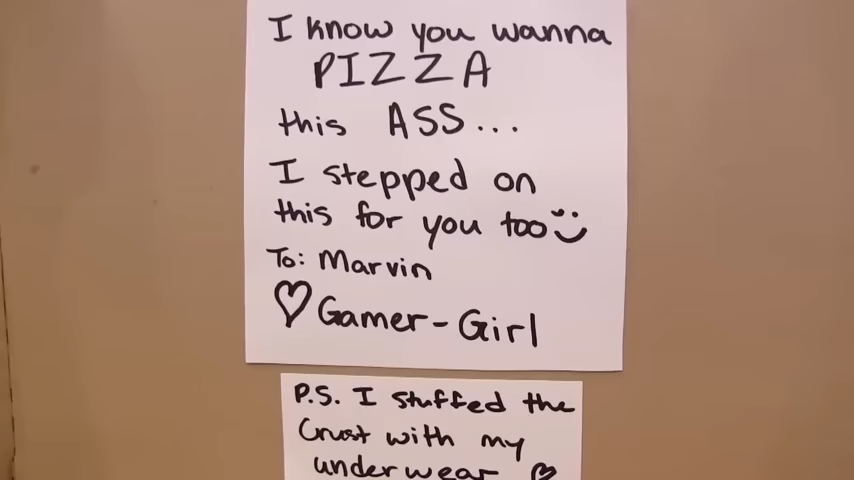 I know you wanna
PIZZA
this ASS...
I stepped on
this for you too
To: Marvin
♡ Gamer-Girl
P.S. I stuffed the
Crust with my
underwear ♡